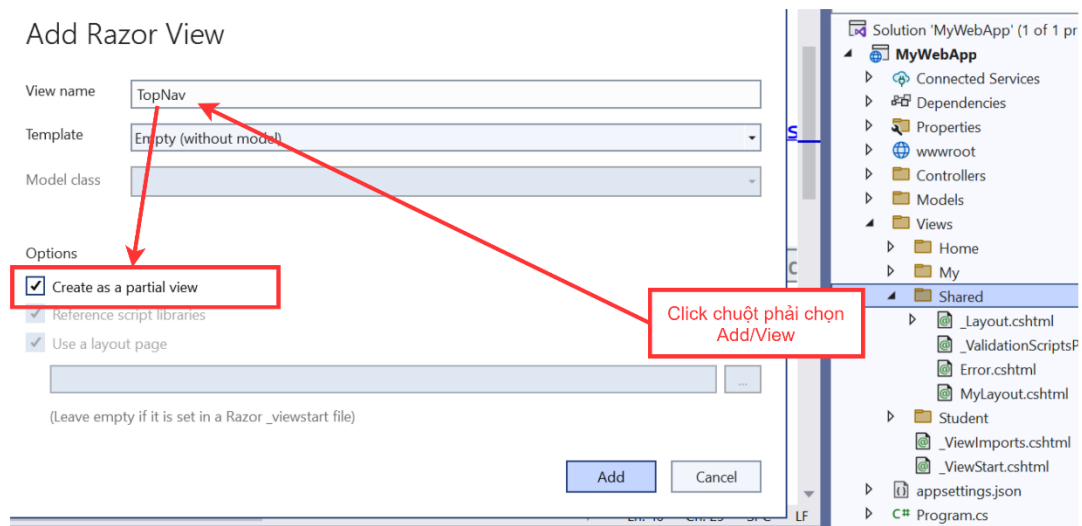 Add Razor View
View name
TopNav
Template
Empty (without model)
Model class
Options
Create as a partial view
Reference script libraries
Use a layout page
...
(Leave empty if it is set in a Razor _viewstart file)
Add
Cancel
Click chuột phải chọn
Add/View
LF
Solution 'MyWebApp' (1 of 1 pr
MyWebApp
Connected Services
Dependencies
Properties
wwwroot
Controllers
Models
Views
Home
My
Shared
_Layout.cshtml
_ValidationScriptsP
Error.cshtml
MyLayout.cshtml
Student
_ViewImports.cshtml
_ViewStart.cshtml
appsettings.json
C# Program.cs